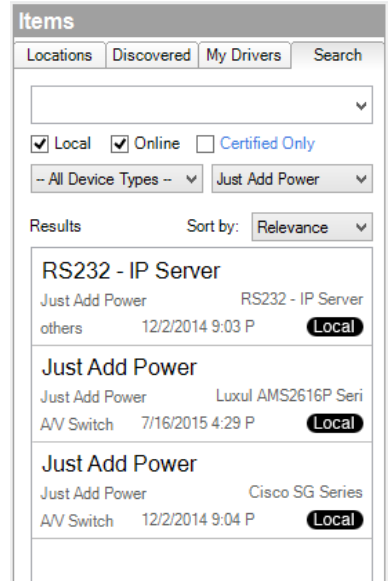 Items
Locations Discovered My Drivers Search
Local Online Certified Only
-- All Device Types -- Just Add Power
Results Sort by: Relevance
RS232 - IP Server
Just Add Power RS232 - IP Server
others 12/2/2014 9:03 P Local
Just Add Power
Just Add Power Luxul AMS2616P Seri
A/V Switch 7/16/2015 4:29 P Local
Just Add Power
Just Add Power Cisco SG Series
A/V Switch 12/2/2014 9:04 P Local